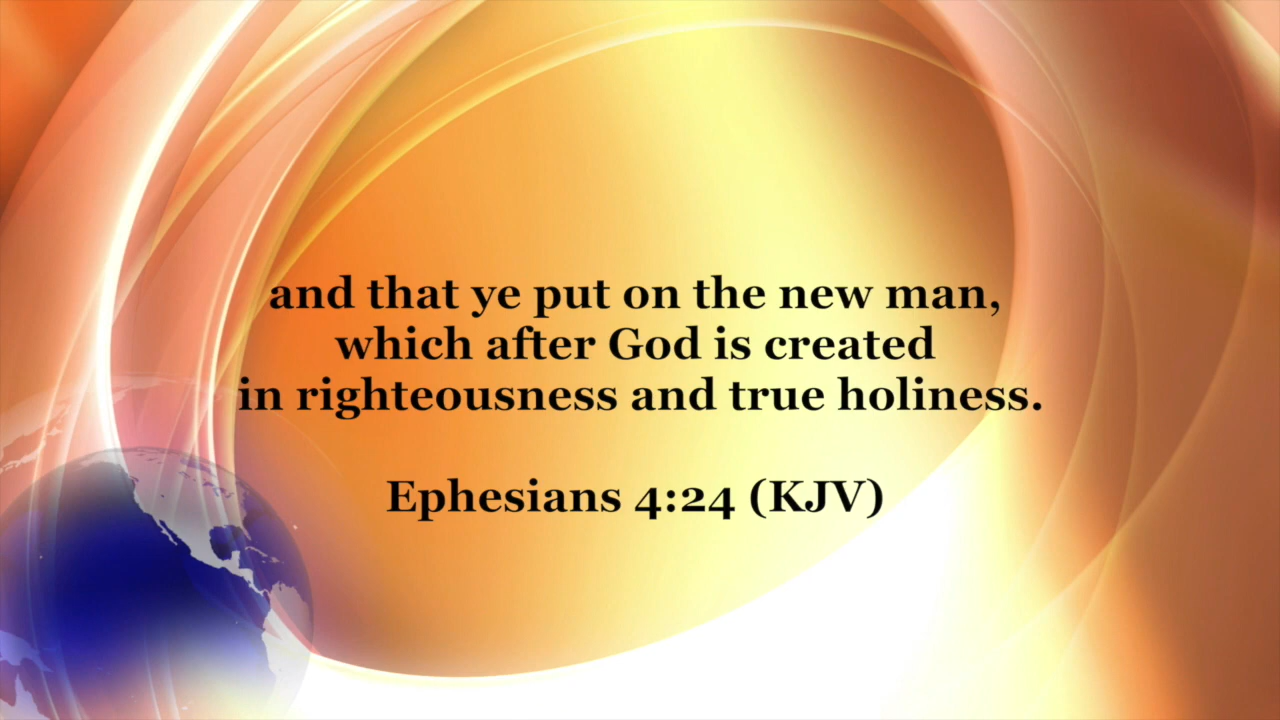 and that ye put on the new man,
which after God is created
in righteousness and true holiness.
Ephesians 4:24 (KJV)